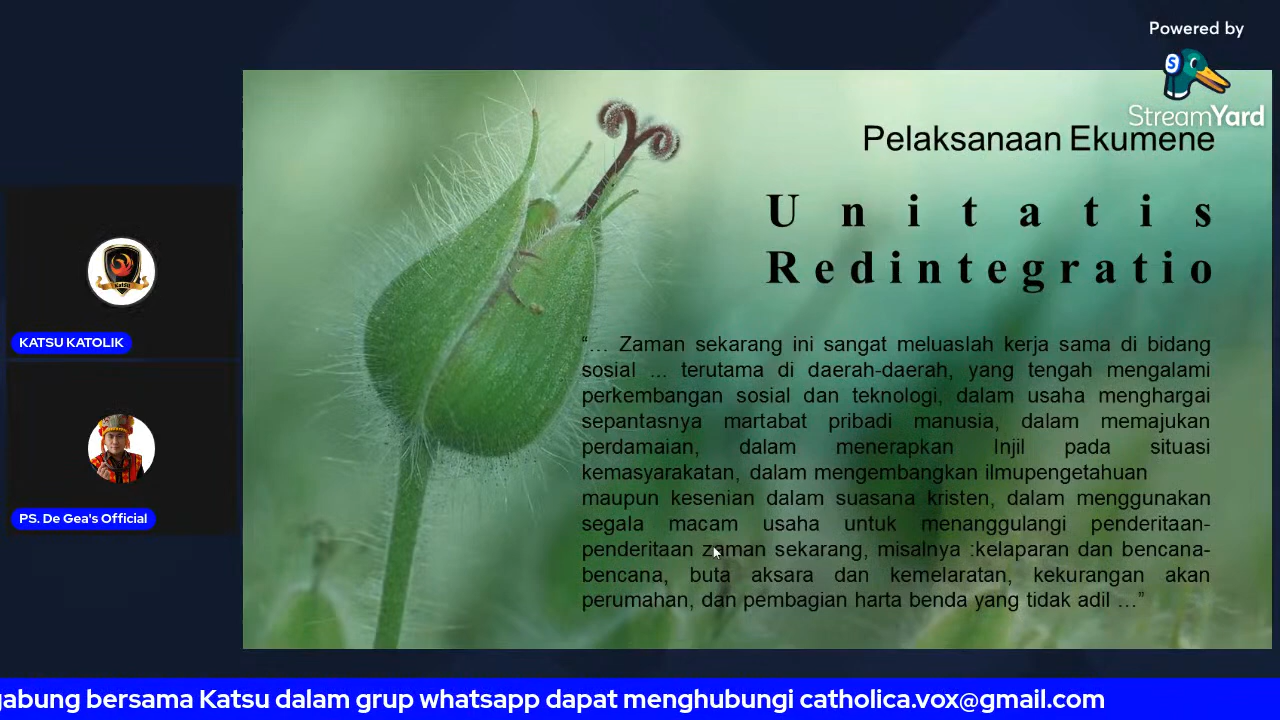 Powered by
StreamYard
Pelaksanaan Ekumene
Unitatis
Redintegratio
“… Zaman sekarang ini sangat meluaslah kerja sama di bidang
sosial ... terutama di daerah-daerah, yang tengah mengalami
perkembangan sosial dan teknologi, dalam usaha menghargai
sepantasnya martabat pribadi manusia, dalam memajukan
perdamaian, dalam menerapkan Injil pada situasi
kemasyarakatan, dalam mengembangkan ilmupengetahuan
maupun kesenian dalam suasana kristen, dalam menggunakan
segala macam usaha untuk menanggulangi penderitaan-
penderitaan zaman sekarang, misalnya :kelaparan dan bencana-
bencana, buta aksara dan kemelaratan, kekurangan akan
perumahan, dan pembagian harta benda yang tidak adil …”
KATSU KATOLIK
PS. De Gea's Official
gabung bersama Katsu dalam grup whatsapp dapat menghubungi catholica.vox@gmail.com